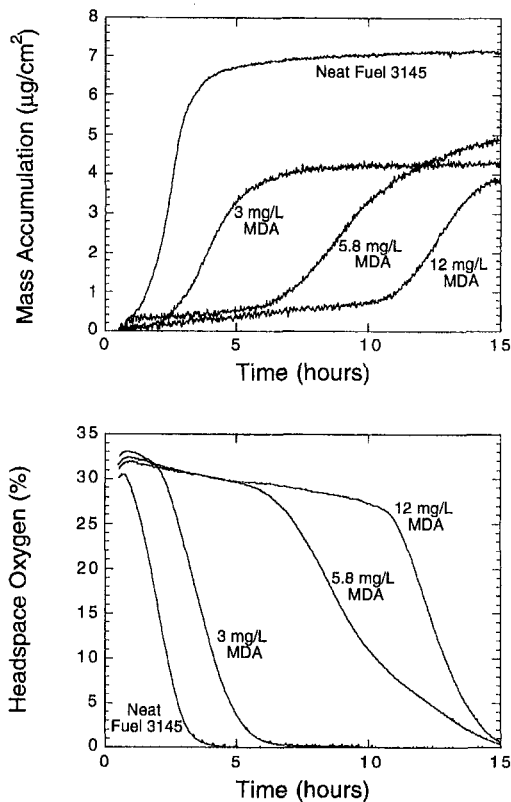 8
7
6
5
4
3
2
1
0
Mass Accumulation (µg/cm²)
Neat Fuel 3145
3 mg/L
MDA
5.8 mg/L
MDA
12 mg/L
MDA
0
5
10
15
Time (hours)
35
30
25
20
15
10
5
0
Headspace Oxygen (%)
12 mg/L
MDA
5.8 mg/L
MDA
3 mg/L
MDA
Neat
Fuel 3145
0
5
10
15
Time (hours)